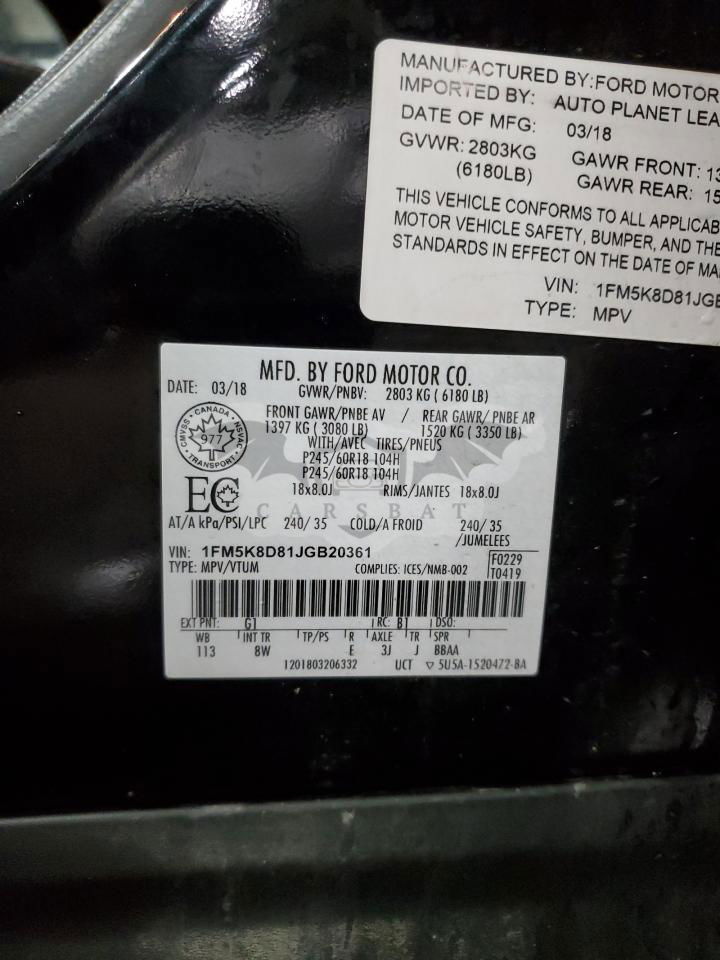 MANUFACTURED BY:FORD MOTOR
IMPORTED BY: AUTO PLANET LEA
DATE OF MFG: 03/18
GVWR: 2803KG GAWR FRONT: 13
(6180LB) GAWR REAR: 15
THIS VEHICLE CONFORMS TO ALL APPLICAB
MOTOR VEHICLE SAFETY, BUMPER, AND THE
STANDARDS IN EFFECT ON THE DATE OF MA
VIN: 1FM5K8D81JGB
TYPE: MPV
MFD. BY FORD MOTOR CO.
DATE: 03/18 GVWR/PNBV: 2803 KG ( 6180 LB)
FRONT GAWR/PNBE AV / REAR GAWR/ PNBE AR
1397 KG ( 3080 LB) 1520 KG ( 3350 LB)
WITH/AVEC TIRES/PNEUS
P245/60R18 104H
P245/60R18 104H
18x8.0J RIMS/JANTES 18x8.0J
CMVSS • CANADA • NSVAC
977
• TRANSPORT •
EC
CARSBAT
AT/A kPa/PSI/LPC 240/ 35 COLD/A FROID 240/ 35
/JUMELEES
VIN: 1FM5K8D81JGB20361
TYPE: MPV/VTUM COMPLIES: ICES/NMB-002
F0229
T0419
EXT PNT: G1 RC: B1 DSO:
WB INT TR TP/PS R AXLE TR SPR
113 8W E 3J J BBAA
1201803206332 UCT ▽ 5U5A-1520472-8A